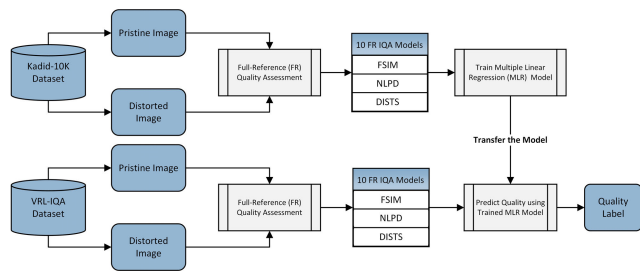 Pristine Image
Kadid-10K
Dataset
Distorted
Image
Full-Reference (FR)
Quality Assessment
10 FR IQA Models
FSIM
NLPD
DISTS
Train Multiple Linear
Regression (MLR) Model
Transfer the Model
Pristine Image
VRL-IQA
Dataset
Distorted
Image
Full-Reference (FR)
Quality Assessment
10 FR IQA Models
FSIM
NLPD
DISTS
Predict Quality using
Trained MLR Model
Quality
Label